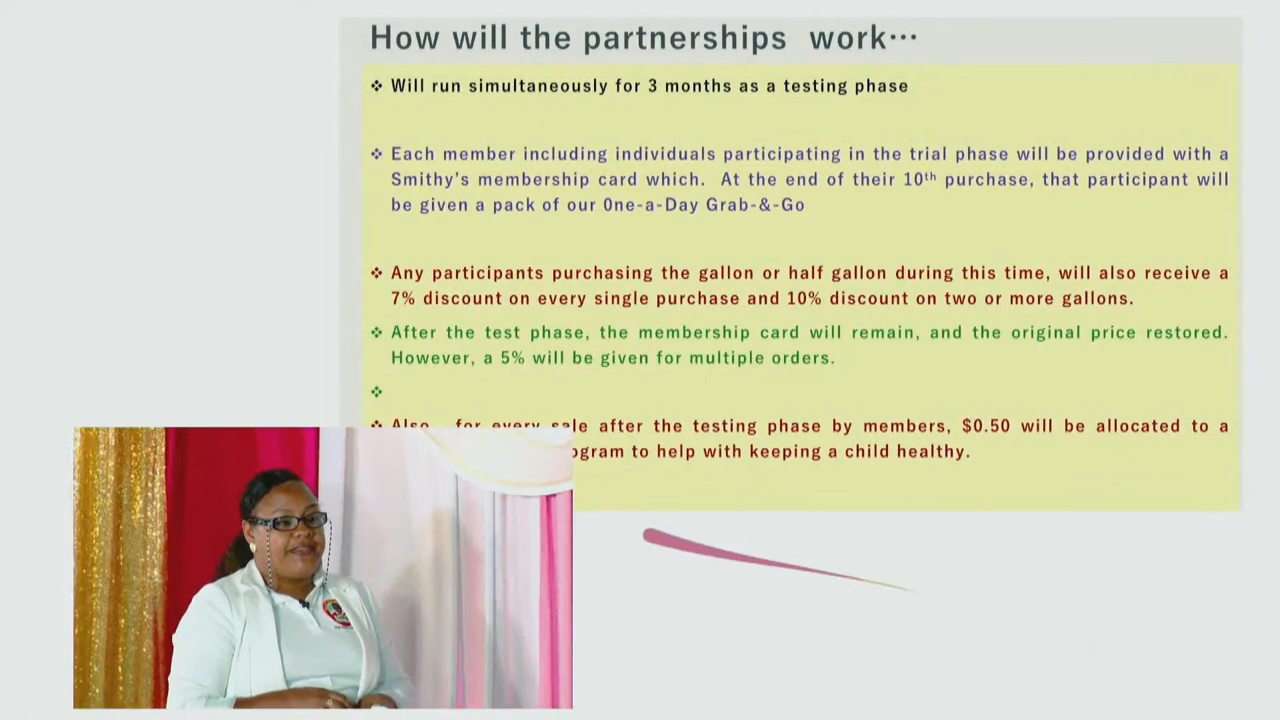 How will the partnerships work…
❖ Will run simultaneously for 3 months as a testing phase
❖ Each member including individuals participating in the trial phase will be provided with a
Smithy’s membership card which. At the end of their 10th purchase, that participant will
be given a pack of our One-a-Day Grab-&-Go
❖ Any participants purchasing the gallon or half gallon during this time, will also receive a
7% discount on every single purchase and 10% discount on two or more gallons.
❖ After the test phase, the membership card will remain, and the original price restored.
However, a 5% will be given for multiple orders.
❖
❖ Also for every sale after the testing phase by members, $0.50 will be allocated to a
to help with keeping a child healthy.